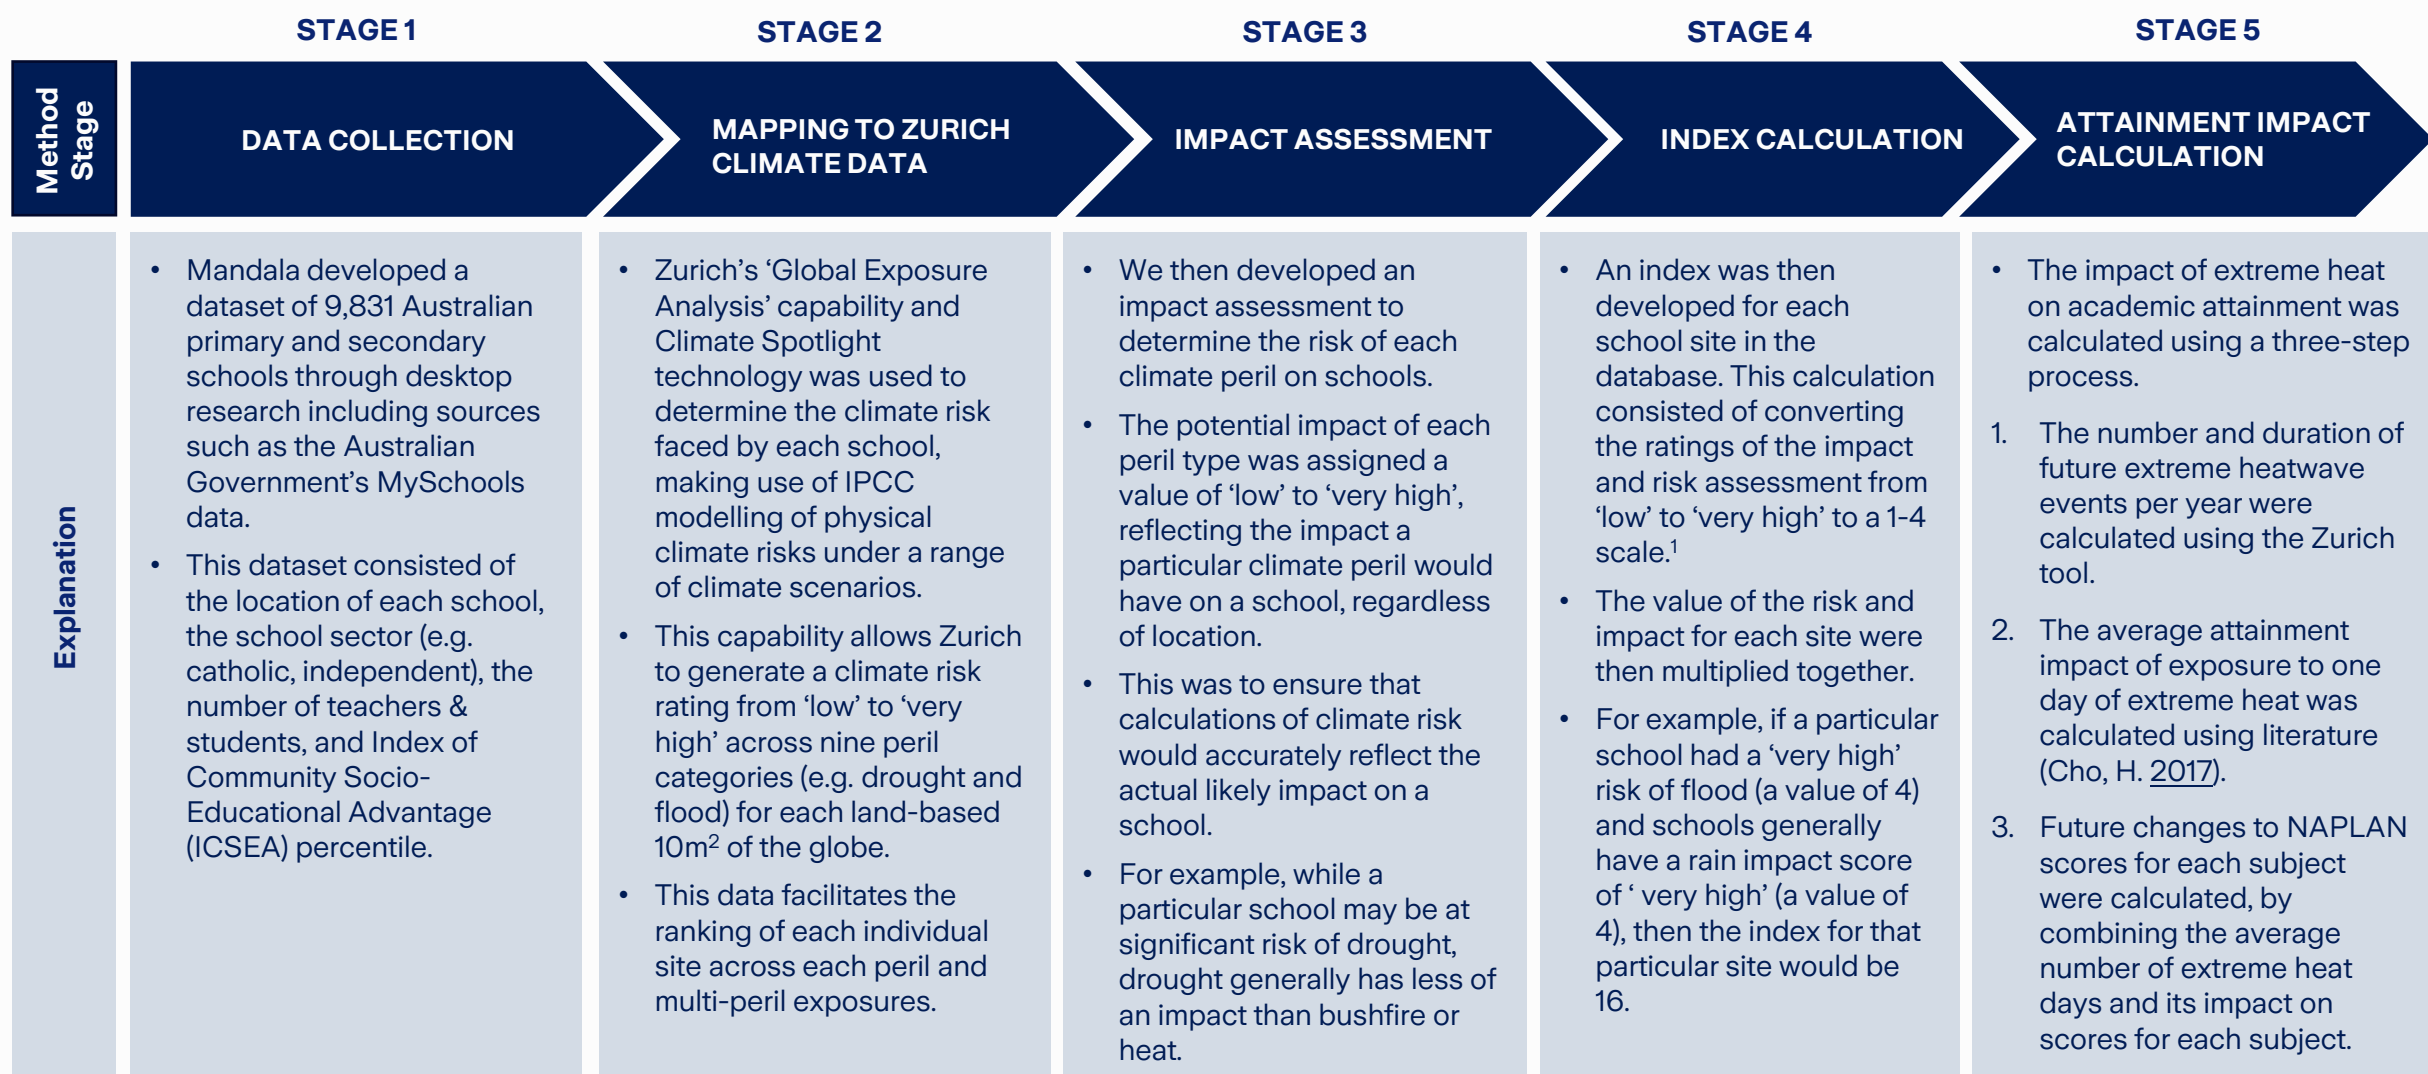 STAGE 1
STAGE 2
STAGE 3
STAGE 4
STAGE 5
Method
Stage
DATA COLLECTION
MAPPING TO ZURICH
CLIMATE DATA
IMPACT ASSESSMENT
INDEX CALCULATION
ATTAINMENT IMPACT
CALCULATION
Explanation
• Mandala developed a
dataset of 9,831 Australian
primary and secondary
schools through desktop
research including sources
such as the Australian
Government’s MySchools
data.
• This dataset consisted of
the location of each school,
the school sector (e.g.
catholic, independent), the
number of teachers &
students, and Index of
Community Socio-
Educational Advantage
(ICSEA) percentile.
• Zurich’s ‘Global Exposure
Analysis’ capability and
Climate Spotlight
technology was used to
determine the climate risk
faced by each school,
making use of IPCC
modelling of physical
climate risks under a range
of climate scenarios.
• This capability allows Zurich
to generate a climate risk
rating from ‘low’ to ‘very
high’ across nine peril
categories (e.g. drought and
flood) for each land-based
10m² of the globe.
• This data facilitates the
ranking of each individual
site across each peril and
multi-peril exposures.
• We then developed an
impact assessment to
determine the risk of each
climate peril on schools.
• The potential impact of each
peril type was assigned a
value of ‘low’ to ‘very high’,
reflecting the impact a
particular climate peril would
have on a school, regardless
of location.
• This was to ensure that
calculations of climate risk
would accurately reflect the
actual likely impact on a
school.
• For example, while a
particular school may be at
significant risk of drought,
drought generally has less of
an impact than bushfire or
heat.
• An index was then
developed for each
school site in the
database. This calculation
consisted of converting
the ratings of the impact
and risk assessment from
‘low’ to ‘very high’ to a 1-4
scale.¹
• The value of the risk and
impact for each site were
then multiplied together.
• For example, if a particular
school had a ‘very high’
risk of flood (a value of 4)
and schools generally
have a rain impact score
of ‘ very high’ (a value of
4), then the index for that
particular site would be
16.
• The impact of extreme heat
on academic attainment was
calculated using a three-step
process.
1. The number and duration of
future extreme heatwave
events per year were
calculated using the Zurich
tool.
2. The average attainment
impact of exposure to one
day of extreme heat was
calculated using literature
(Cho, H. 2017).
3. Future changes to NAPLAN
scores for each subject
were calculated, by
combining the average
number of extreme heat
days and its impact on
scores for each subject.